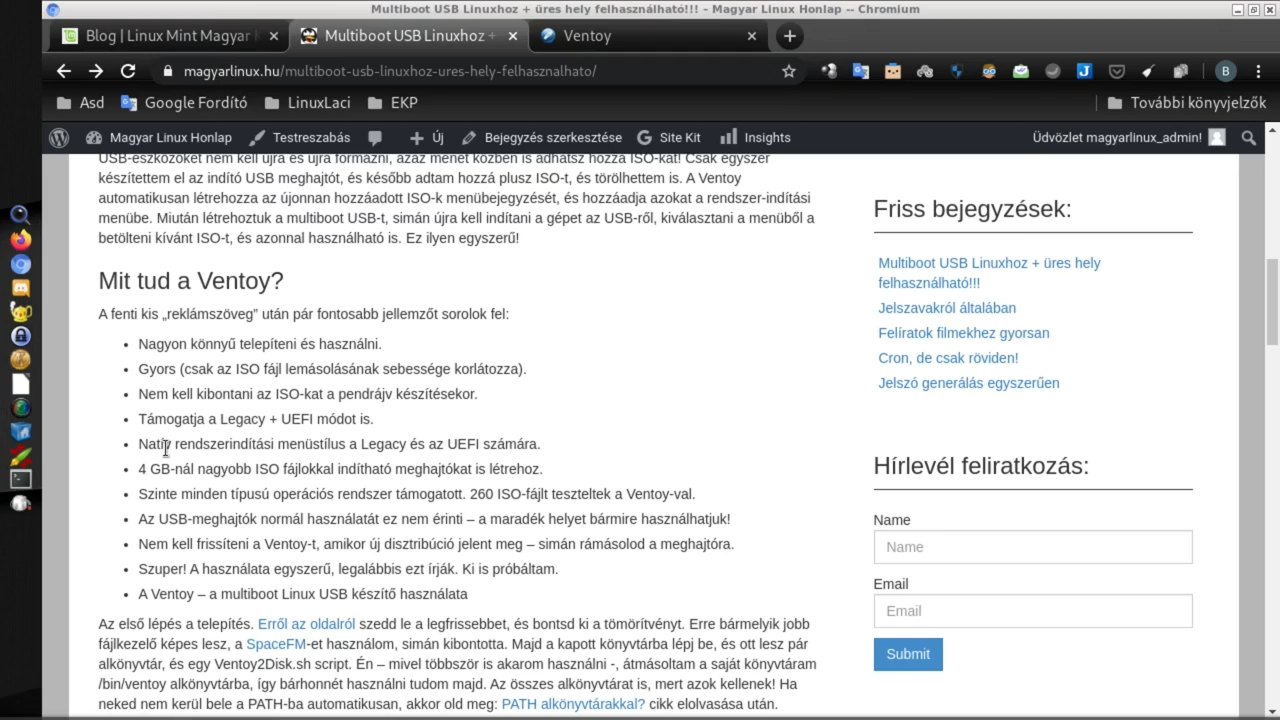 Multiboot USB Linuxhoz + üres hely felhasználható!!! – Magyar Linux Honlap -- Chromium
Blog | Linux Mint Magyar
Multiboot USB Linuxhoz +
Ventoy
magyarlinux.hu/multiboot-usb-linuxhoz-ures-hely-felhasznalhato/
Asd Google Fordító LinuxLaci EKP További könyvjelzők
Magyar Linux Honlap Testreszabás Új Bejegyzés szerkesztése Site Kit Insights Üdvözlet magyarlinux_admin!
USB-eszközöket nem kell újra és újra formázni, azaz menet közben is adhatsz hozzá ISO-kat! Csak egyszer
készítettem el az indító USB meghajtót, és később adtam hozzá plusz ISO-t, és törölhettem is. A Ventoy
automatikusan létrehozza az újonnan hozzáadott ISO-k menübejegyzését, és hozzáadja azokat a rendszer-indítási
menübe. Miután létrehoztuk a multiboot USB-t, simán újra kell indítani a gépet az USB-ről, kiválasztani a menüből a
betölteni kívánt ISO-t, és azonnal használható is. Ez ilyen egyszerű!
Mit tud a Ventoy?
A fenti kis „reklámszöveg” után pár fontosabb jellemzőt sorolok fel:
• Nagyon könnyű telepíteni és használni.
• Gyors (csak az ISO fájl lemásolásának sebessége korlátozza).
• Nem kell kibontani az ISO-kat a pendrájv készítésekor.
• Támogatja a Legacy + UEFI módot is.
• Natív rendszerindítási menüstílus a Legacy és az UEFI számára.
• 4 GB-nál nagyobb ISO fájlokkal indítható meghajtókat is létrehoz.
• Szinte minden típusú operációs rendszer támogatott. 260 ISO-fájlt teszteltek a Ventoy-val.
• Az USB-meghajtók normál használatát ez nem érinti – a maradék helyet bármire használhatjuk!
• Nem kell frissíteni a Ventoy-t, amikor új disztribúció jelent meg – simán rámásolod a meghajtóra.
• Szuper! A használata egyszerű, legalábbis ezt írják. Ki is próbáltam.
• A Ventoy – a multiboot Linux USB készítő használata
Az első lépés a telepítés. Erről az oldalról szedd le a legfrissebbet, és bontsd ki a tömörítványt. Erre bármelyik jobb
fájlkezelő képes lesz, a SpaceFM-et használom, simán kibontotta. Majd a kapott könyvtárba lépj be, és ott lesz pár
alkönyvtár, és egy Ventoy2Disk.sh script. Én – mivel többször is akarom használni -, átmásoltam a saját könyvtáram
/bin/ventoy alkönyvtárba, így bárhonnét használni tudom majd. Az összes alkönyvtárat is, mert azok kellenek! Ha
neked nem kerül bele a PATH-ba automatikusan, akkor old meg: PATH alkönyvtárakkal? cikk elolvasása után.
Friss bejegyzések:
Multiboot USB Linuxhoz + üres hely
felhasználható!!!
Jelszavakról általában
Felíratok filmekhez gyorsan
Cron, de csak röviden!
Jelszó generálás egyszerűen
Hírlevél feliratkozás:
Name
Name
Email
Email
Submit